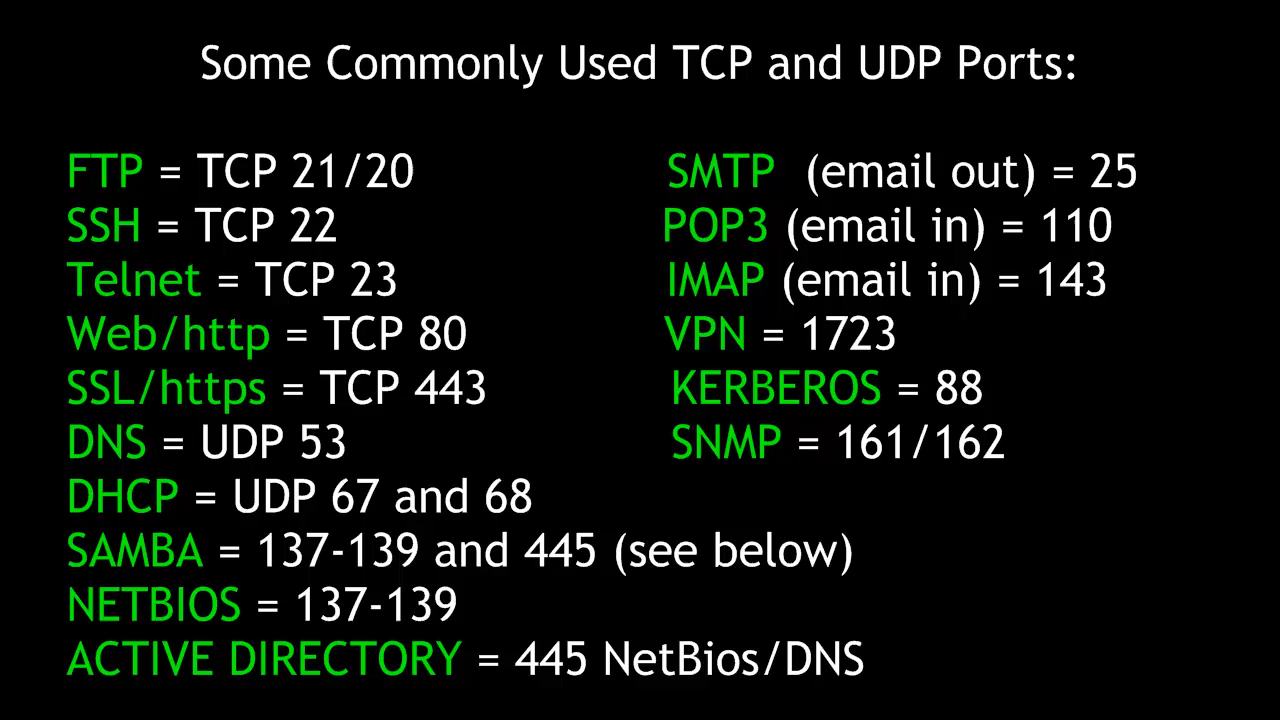 Some Commonly Used TCP and UDP Ports:
FTP = TCP 21/20
SSH = TCP 22
Telnet = TCP 23
Web/http = TCP 80
SSL/https = TCP 443
DNS = UDP 53
DHCP = UDP 67 and 68
SAMBA = 137-139 and 445 (see below)
NETBIOS = 137-139
ACTIVE DIRECTORY = 445 NetBios/DNS
SMTP (email out) = 25
POP3 (email in) = 110
IMAP (email in) = 143
VPN = 1723
KERBEROS = 88
SNMP = 161/162